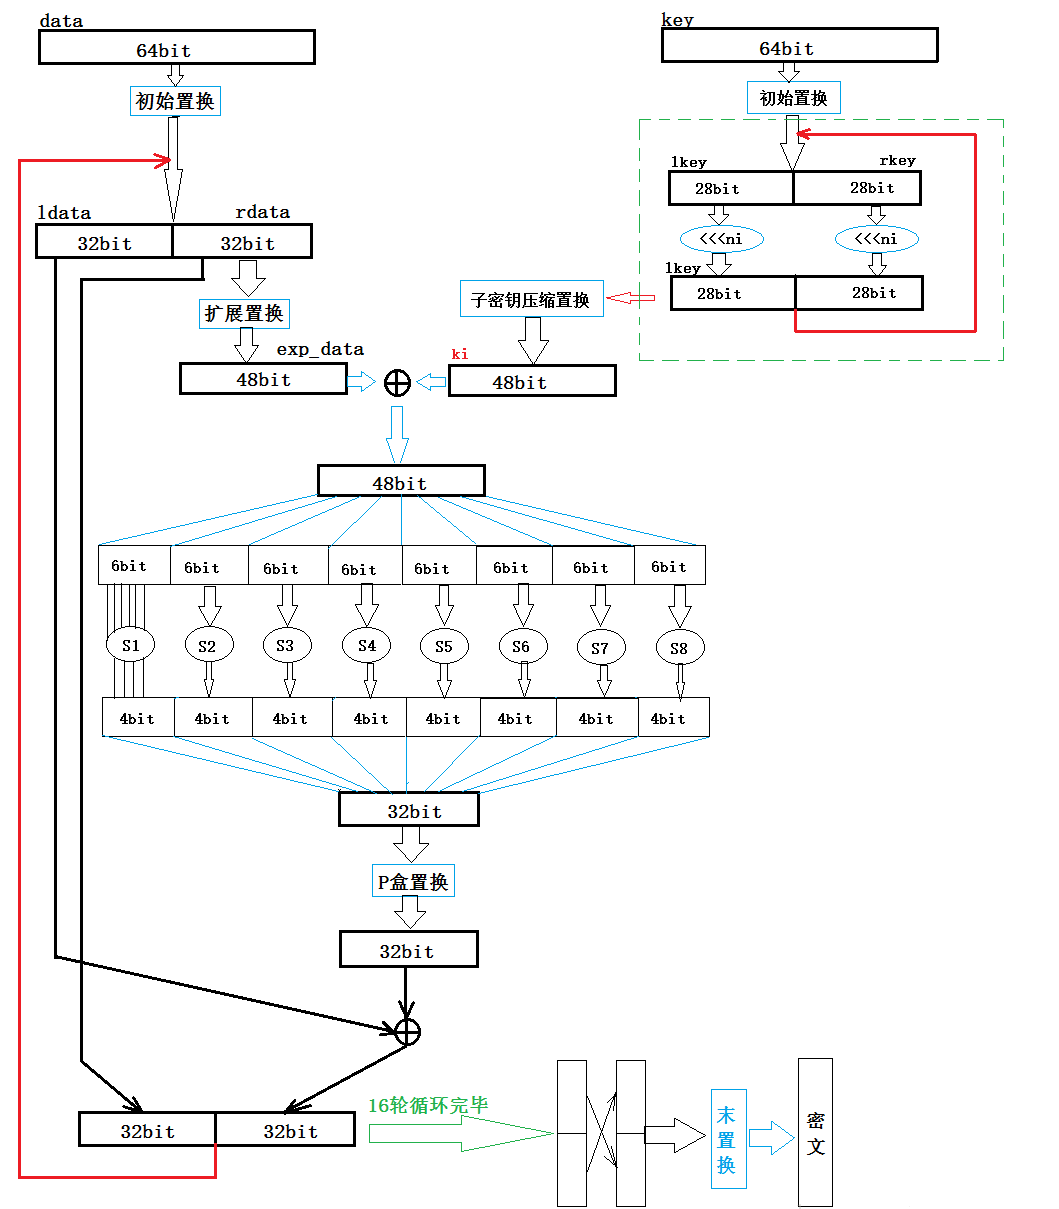 data
key
64bit
64bit
初始置换
初始置换
lkey
rkey
28bit
28bit
ldata
rdata
32bit
32bit
<<<ni
<<<ni
lkey
28bit
28bit
子密钥压缩置换
扩展置换
exp_data
ki
48bit
48bit
48bit
6bit
6bit
6bit
6bit
6bit
6bit
6bit
6bit
S1
S2
S3
S4
S5
S6
S7
S8
4bit
4bit
4bit
4bit
4bit
4bit
4bit
4bit
32bit
P盒置换
32bit
16轮循环完毕
32bit
32bit
末置换
密文